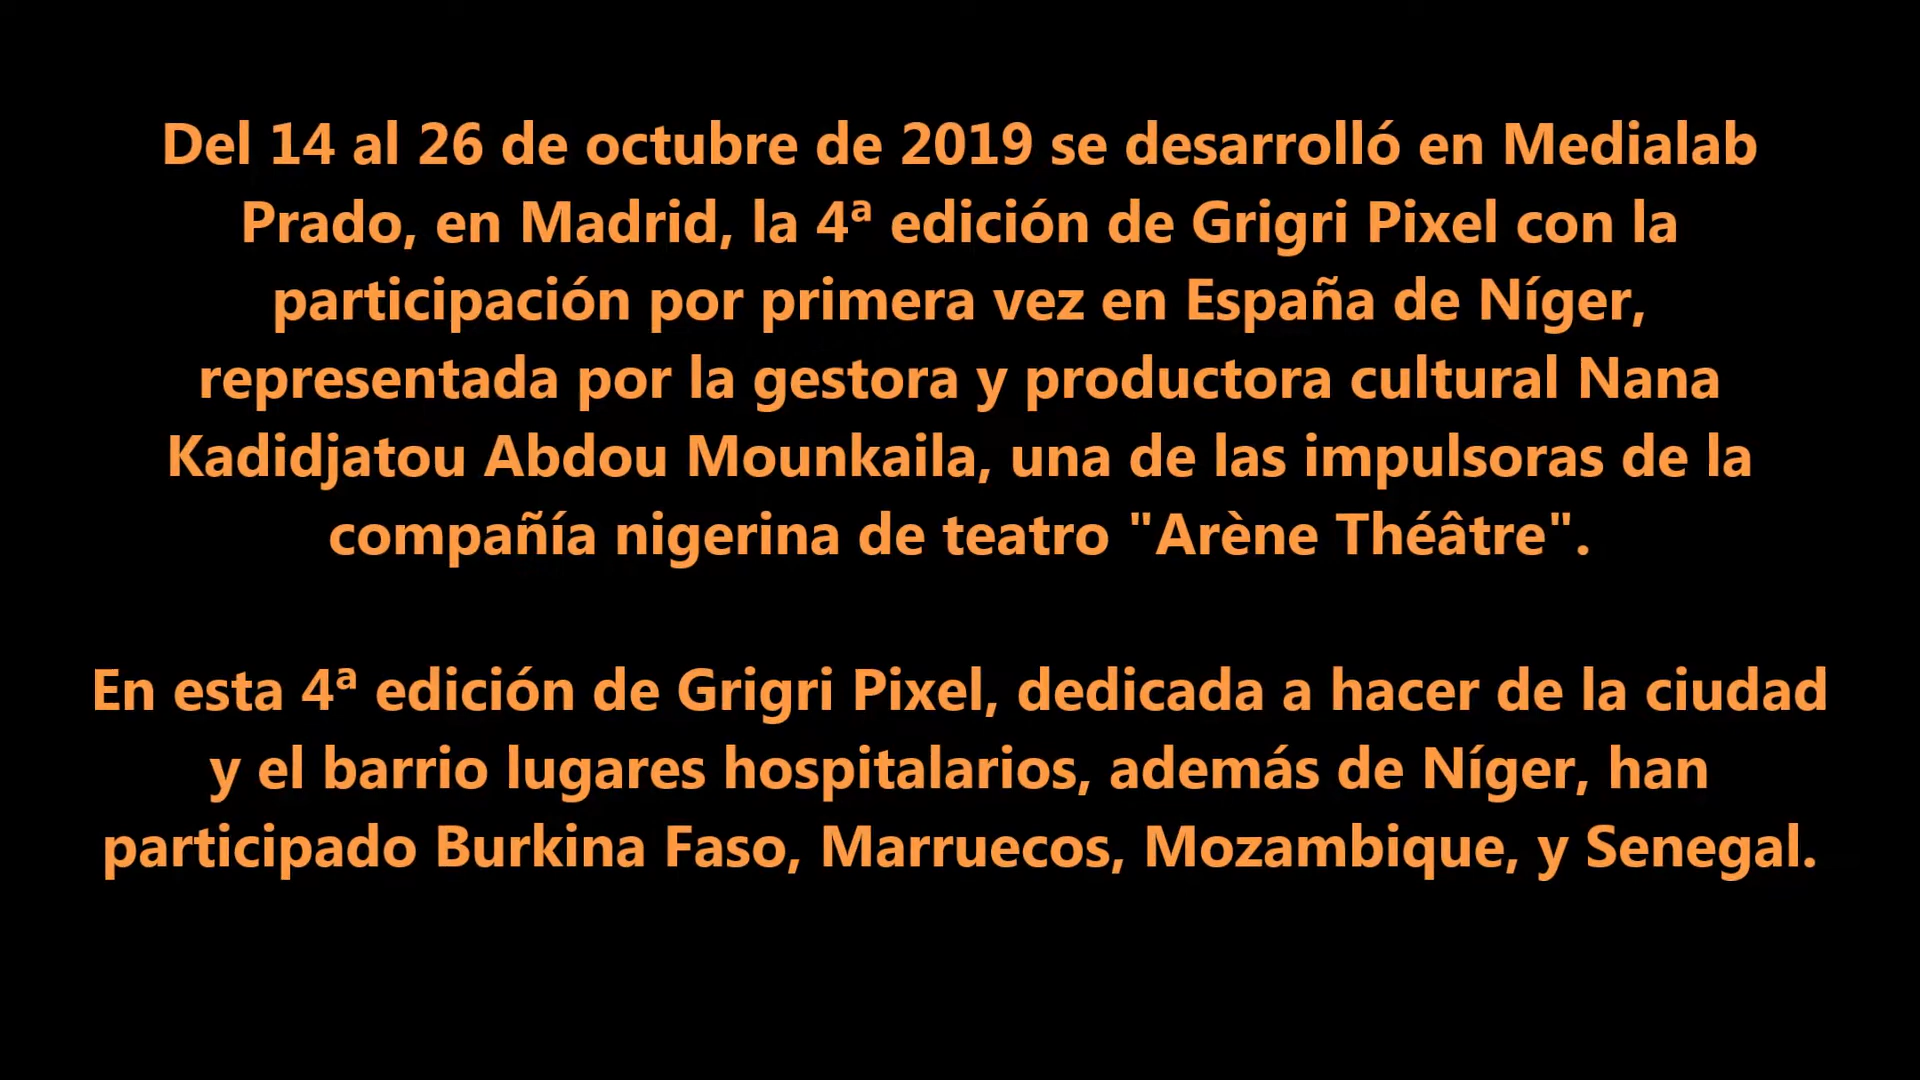 Del 14 al 26 de octubre de 2019 se desarrolló en Medialab
Prado, en Madrid, la 4ª edición de Grigri Pixel con la
participación por primera vez en España de Níger,
representada por la gestora y productora cultural Nana
Kadidjatou Abdou Mounkaila, una de las impulsoras de la
compañía nigerina de teatro "Arène Théâtre".
En esta 4ª edición de Grigri Pixel, dedicada a hacer de la ciudad
y el barrio lugares hospitalarios, además de Níger, han
participado Burkina Faso, Marruecos, Mozambique, y Senegal.